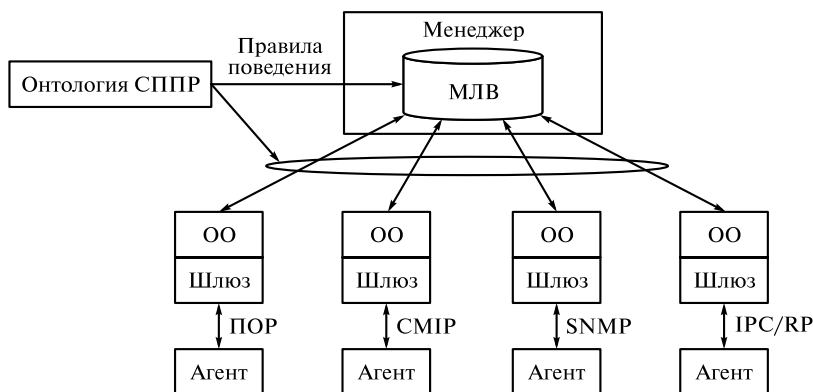 Менеджер
Правила
поведения
Онтология СППР
МЛВ
ОО
ОО
ОО
ОО
Шлюз
Шлюз
Шлюз
Шлюз
ПОР
CMIP
SNMP
IPC/RP
Агент
Агент
Агент
Агент